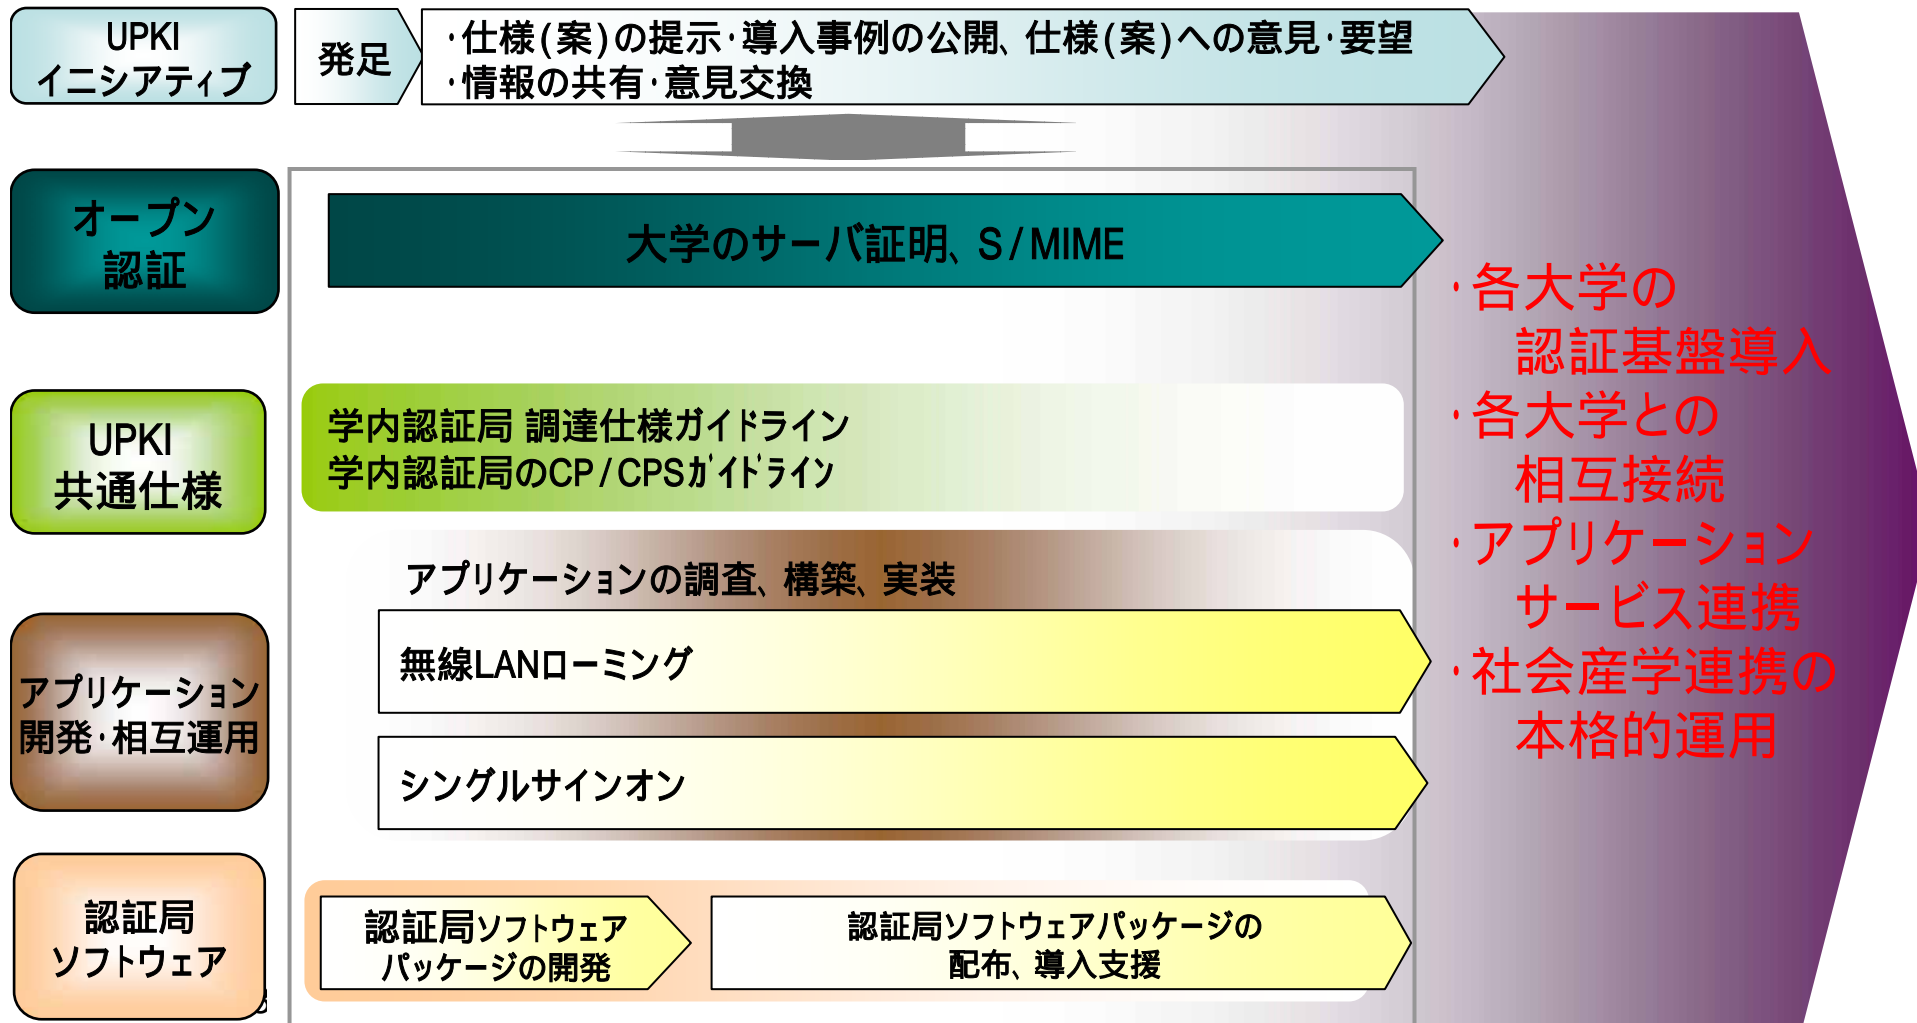 UPKI
イニシアティブ
発足
・仕様(案)の提示・導入事例の公開、仕様(案)への意見・要望
・情報の共有・意見交換
オープン
認証
大学のサーバ証明、S/MIME
UPKI
共通仕様
学内認証局 調達仕様ガイドライン
学内認証局のCP/CPSガイドライン
アプリケーション
開発・相互運用
アプリケーションの調査、構築、実装
無線LANローミング
シングルサインオン
認証局
ソフトウェア
認証局ソフトウェア
パッケージの開発
認証局ソフトウェアパッケージの
配布、導入支援
・各大学の
認証基盤導入
・各大学との
相互接続
・アプリケーション
サービス連携
・社会産学連携の
本格的運用